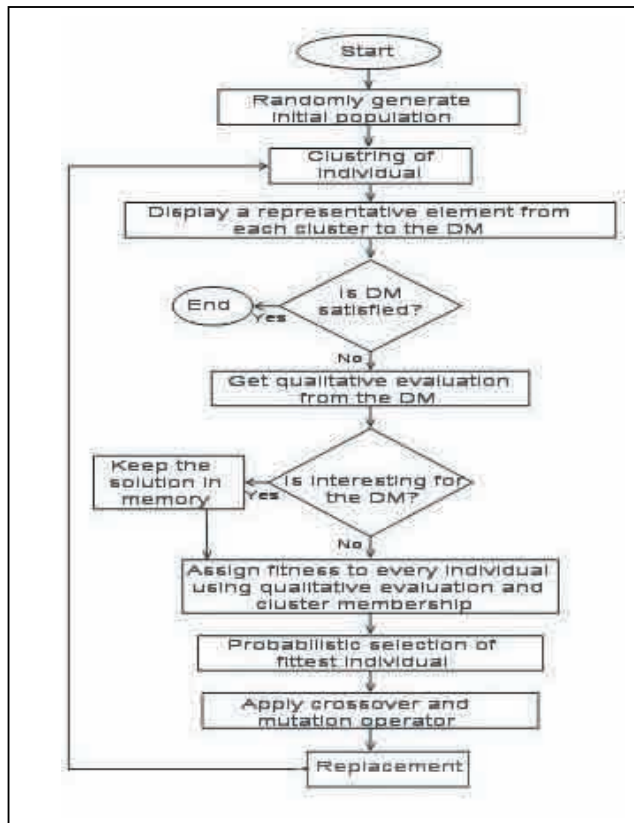 Start
Randomly generate
initial population
Clustring of
individual
Display a representative element from
each cluster to the DM
Is DM
satisfied?
End
Yes
No
Get qualitative evaluation
from the DM
Is interesting for
the DM?
Yes
Keep the
solution in
memory
No
Assign fitness to every individual
using qualitative evaluation and
cluster membership
Probabilistic selection of
fittest individual
Apply crossover and
mutation operator
Replacement